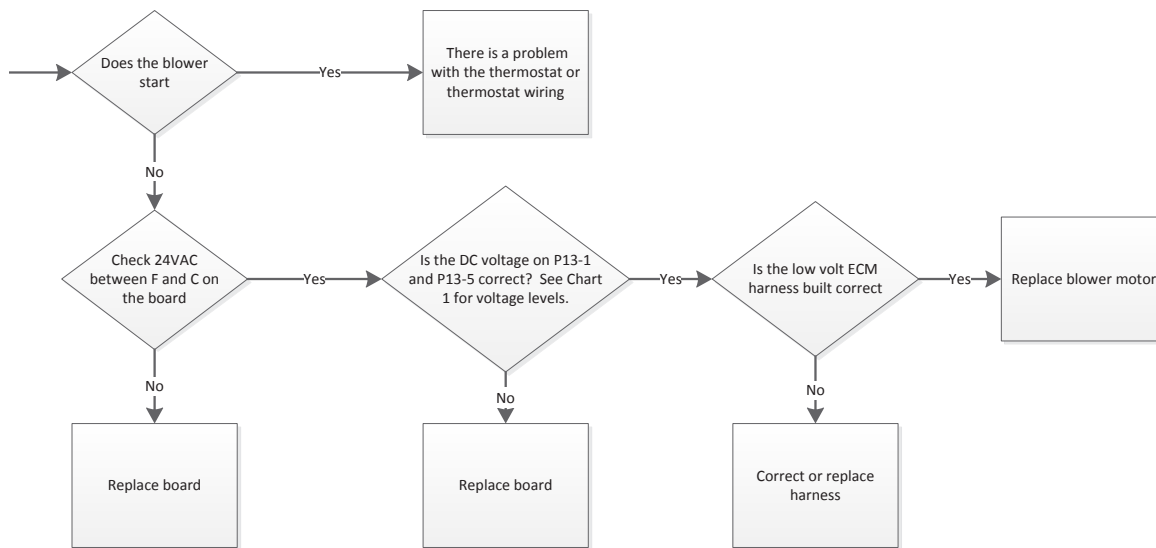 Does the blower
start
Yes
There is a problem
with the thermostat or
thermostat wiring
No
Check 24VAC
between F and C on
the board
Yes
Is the DC voltage on P13-1
and P13-5 correct?  See Chart
1 for voltage levels.
Yes
Is the low volt ECM
harness built correct
Yes
Replace blower motor
No
No
No
Replace board
Replace board
Correct or replace
harness